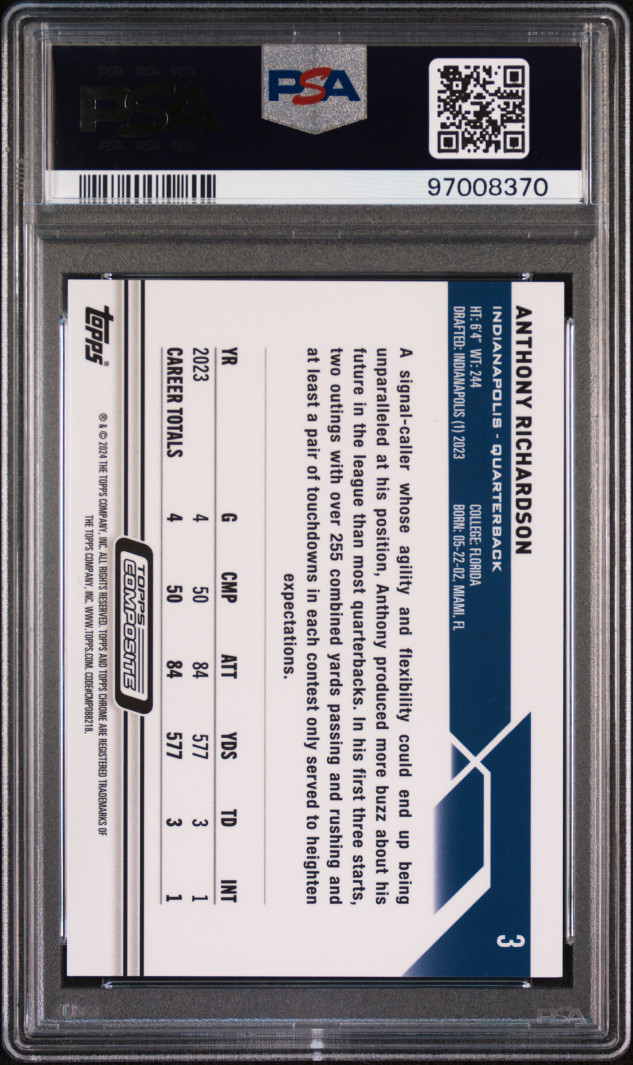 PSA
PSA
97008370
ANTHONY RICHARDSON
3
INDIANAPOLIS - QUARTERBACK
HT: 6'4" WT: 244 COLLEGE: FLORIDA
DRAFTED: INDIANAPOLIS (1) 2023 BORN: 05-22-02, MIAMI, FL
A signal-caller whose agility and flexibility could end up being
unparalleled at his position, Anthony produced more buzz about his
future in the league than most quarterbacks. In his first three starts,
two outings with over 255 combined yards passing and rushing and
at least a pair of touchdowns in each contest only served to heighten
expectations.
YR G CMP ATT YDS TD INT
2023 4 50 84 577 3 1
CAREER TOTALS 4 50 84 577 3 1
TOPPS
COMPOSITE
topps®
® & © 2024 THE TOPPS COMPANY, INC. ALL RIGHTS RESERVED. TOPPS AND TOPPS CHROME ARE REGISTERED TRADEMARKS OF
THE TOPPS COMPANY, INC. WWW.TOPPS.COM. CODE#CMP088218.
PSA